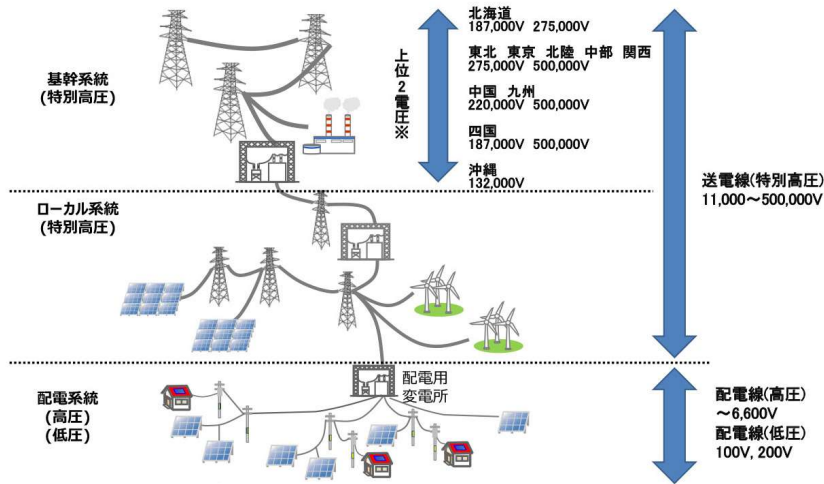 基幹系統
(特別高圧)
上位2電圧※
北海道
187,000V 275,000V
東北 東京 北陸 中部 関西
275,000V 500,000V
中国 九州
220,000V 500,000V
四国
187,000V 500,000V
沖縄
132,000V
送電線(特別高圧)
11,000～500,000V
ローカル系統
(特別高圧)
配電系統
(高圧)
(低圧)
配電用
変電所
配電線(高圧)
～6,600V
配電線(低圧)
100V, 200V